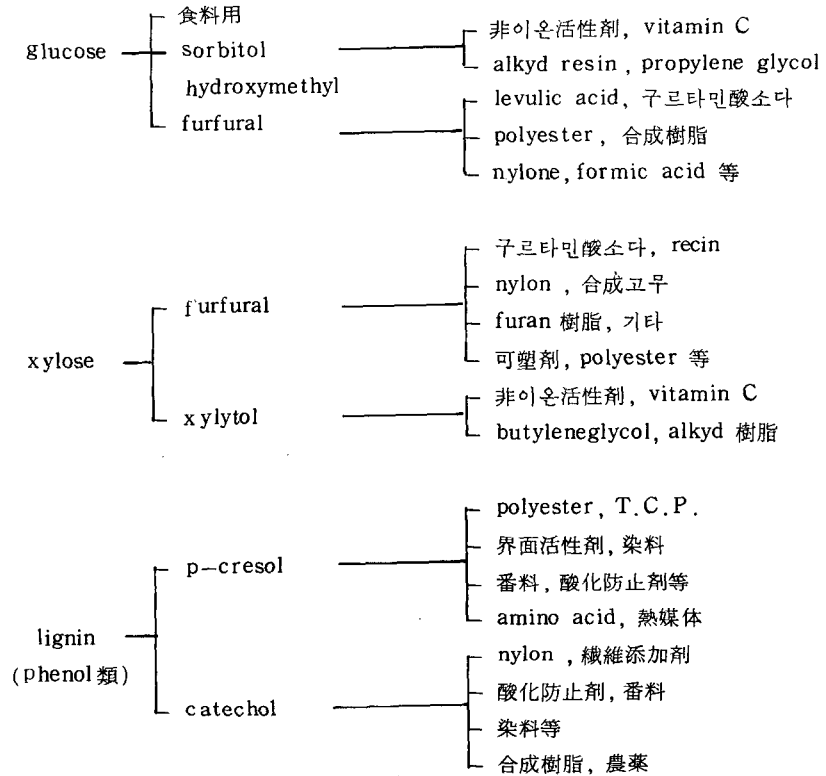 食料用
glucose
sorbitol
非이온活性剤, vitamin C
alkyd resin, propylene glycol
hydroxymethyl
furfural
levulic acid, 구르타민酸소다
polyester, 合成樹脂
nylone, formic acid 等
xylose
furfural
구르타민酸소다, recin
nylon, 合成고무
furan 樹脂, 기타
可塑剤, polyester 等
xylytol
非이온活性剤, vitamin C
butyleneglycol, alkyd 樹脂
lignin
(phenol類)
p-cresol
polyester, T.C.P.
界面活性剤, 染料
番料, 酸化防止剤等
amino acid, 熱媒体
catechol
nylon, 繊維添加剤
酸化防止剤, 番料
染料等
合成樹脂, 農薬